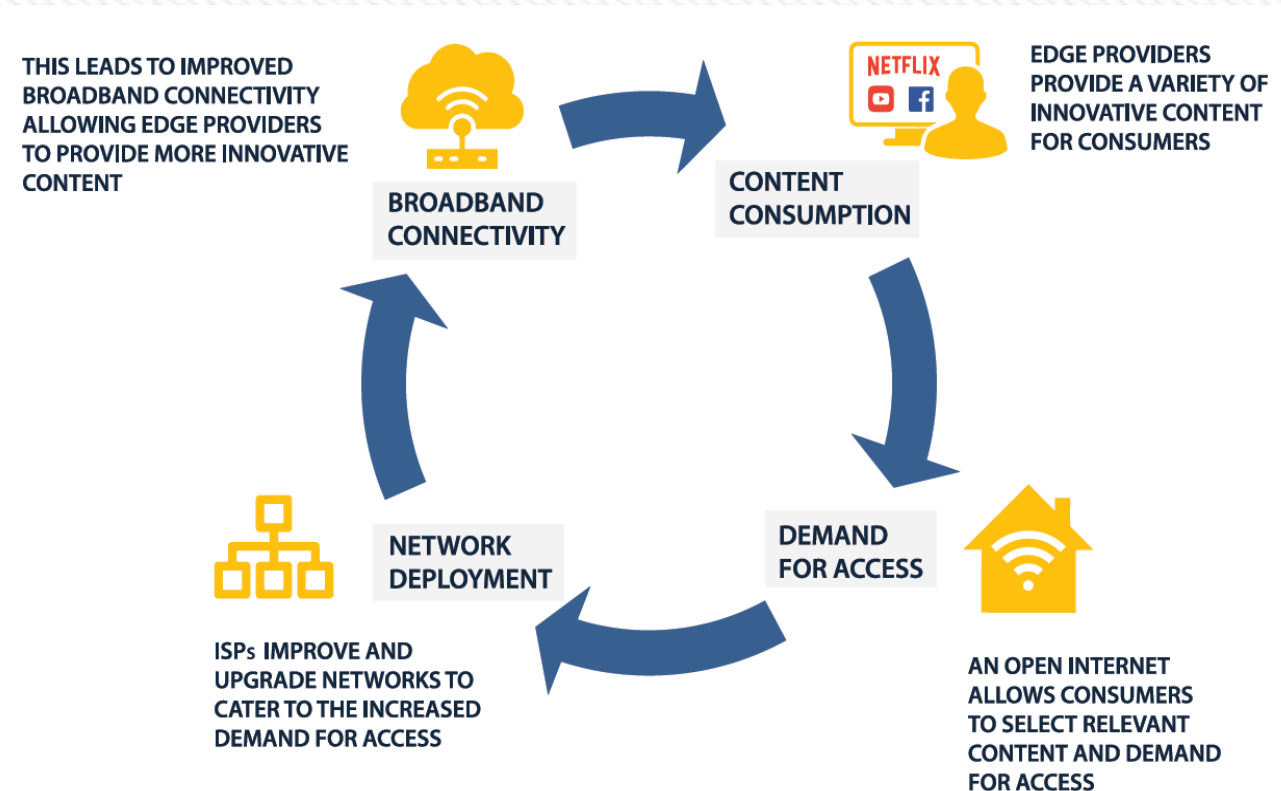 THIS LEADS TO IMPROVED
BROADBAND CONNECTIVITY
ALLOWING EDGE PROVIDERS
TO PROVIDE MORE INNOVATIVE
CONTENT
BROADBAND
CONNECTIVITY
NETFLIX
EDGE PROVIDERS
PROVIDE A VARIETY OF
INNOVATIVE CONTENT
FOR CONSUMERS
CONTENT
CONSUMPTION
DEMAND
FOR ACCESS
AN OPEN INTERNET
ALLOWS CONSUMERS
TO SELECT RELEVANT
CONTENT AND DEMAND
FOR ACCESS
NETWORK
DEPLOYMENT
ISPs IMPROVE AND
UPGRADE NETWORKS TO
CATER TO THE INCREASED
DEMAND FOR ACCESS